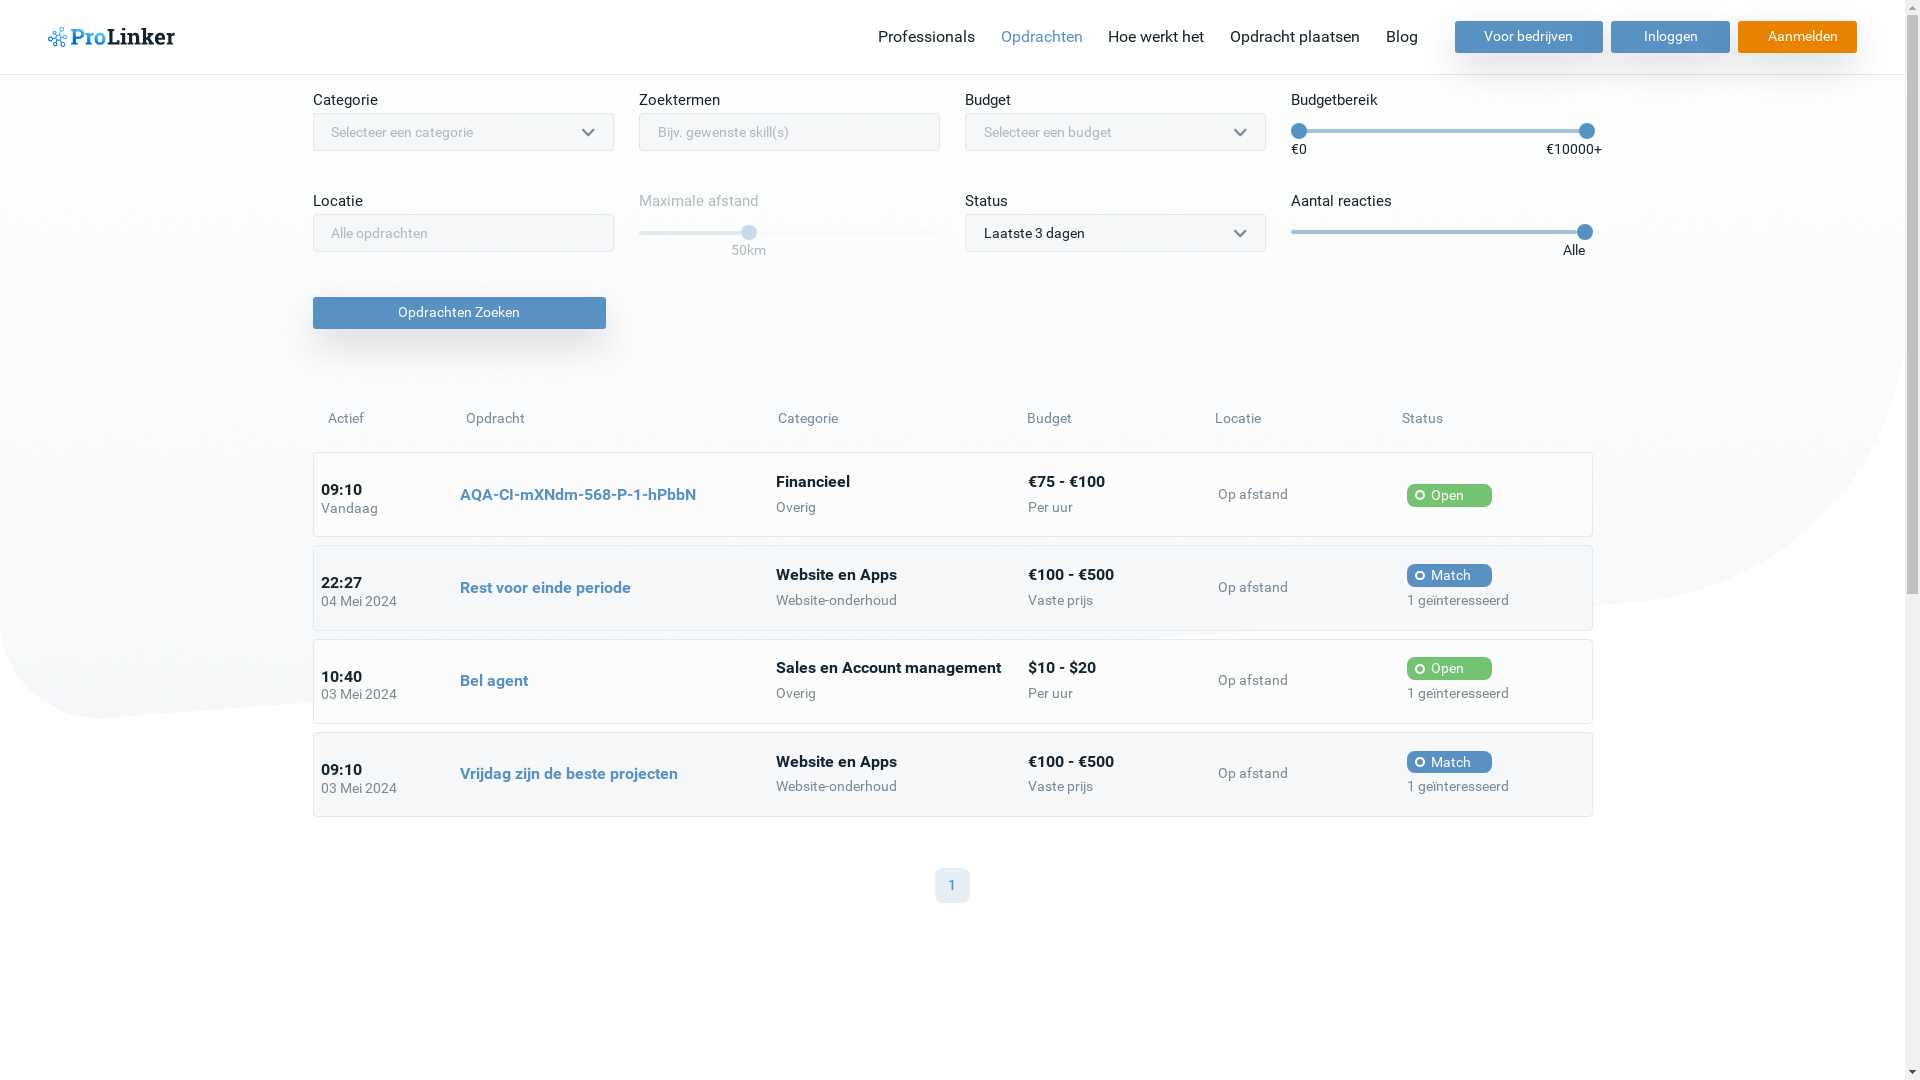 ProLinker Professionals Opdrachten Hoe werkt het Opdracht plaatsen Blog Voor bedrijven Inloggen Aanmelden
Categorie Zoektermen Budget Budgetbereik
Selecteer een categorie Bijv. gewenste skill(s) Selecteer een budget
€0 €10000+
Locatie Maximale afstand Status Aantal reacties
Alle opdrachten Laatste 3 dagen
50km Alle
Opdrachten Zoeken
Actief Opdracht Categorie Budget Locatie Status
09:10 AQA-CI-mXNdm-568-P-1-hPbbN Financieel €75 - €100 Op afstand Open
Vandaag Overig Per uur
22:27 Rest voor einde periode Website en Apps €100 - €500 Op afstand Match
04 Mei 2024 Website-onderhoud Vaste prijs 1 geïnteresseerd
10:40 Bel agent Sales en Account management $10 - $20 Op afstand Open
03 Mei 2024 Overig Per uur 1 geïnteresseerd
09:10 Vrijdag zijn de beste projecten Website en Apps €100 - €500 Op afstand Match
03 Mei 2024 Website-onderhoud Vaste prijs 1 geïnteresseerd
1